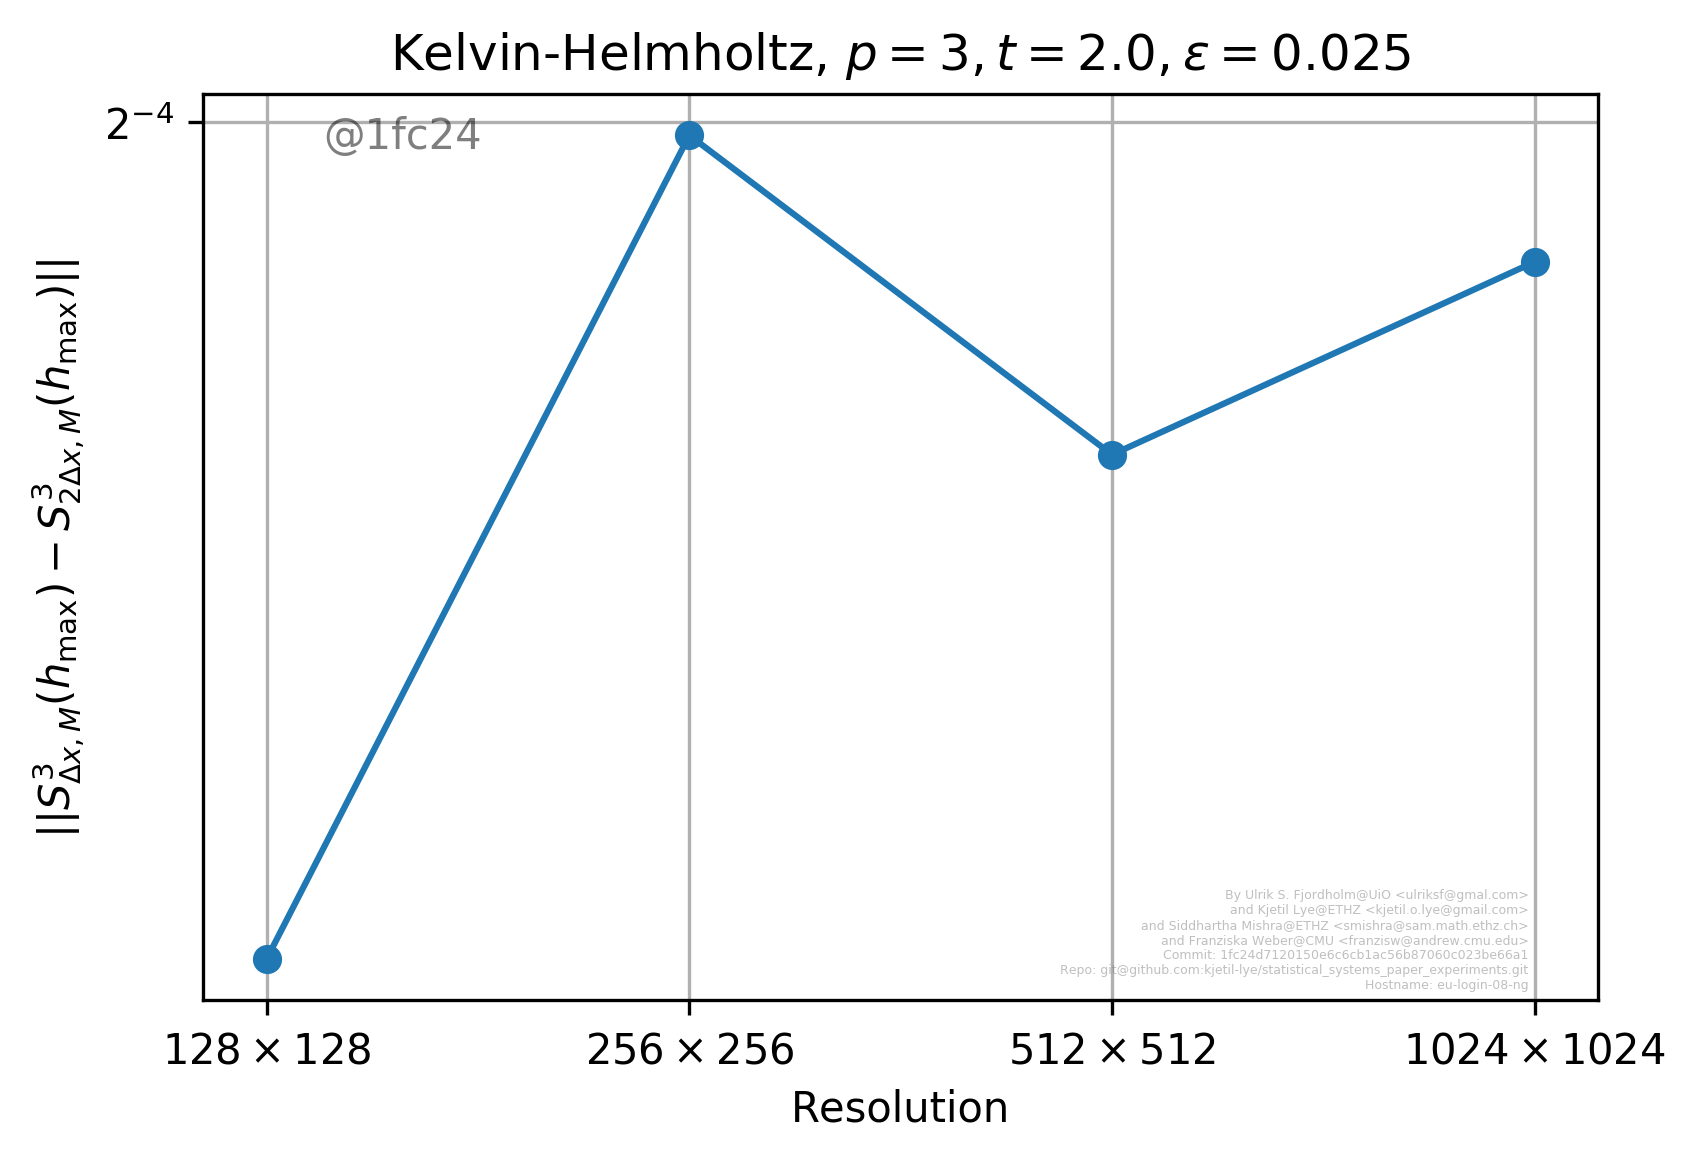 Kelvin-Helmholtz, p = 3, t = 2.0, ε = 0.025
2⁻⁴
@1fc24
||S³_{Δx,M}(h_max) − S³_{2Δx,M}(h_max)||
By Ulrik S. Fjordholm@UiO <ulriksf@gmal.com>
and Kjetil Lye@ETHZ <kjetil.o.lye@gmail.com>
and Siddhartha Mishra@ETHZ <smishra@sam.math.ethz.ch>
and Franziska Weber@CMU <franzisw@andrew.cmu.edu>
Commit: 1fc24d7120150e6c6cb1ac56b87060c023be66a1
Repo: git@github.com:kjetil-lye/statistical_systems_paper_experiments.git
Hostname: eu-login-08-ng
128 × 128 256 × 256 512 × 512 1024 × 1024
Resolution